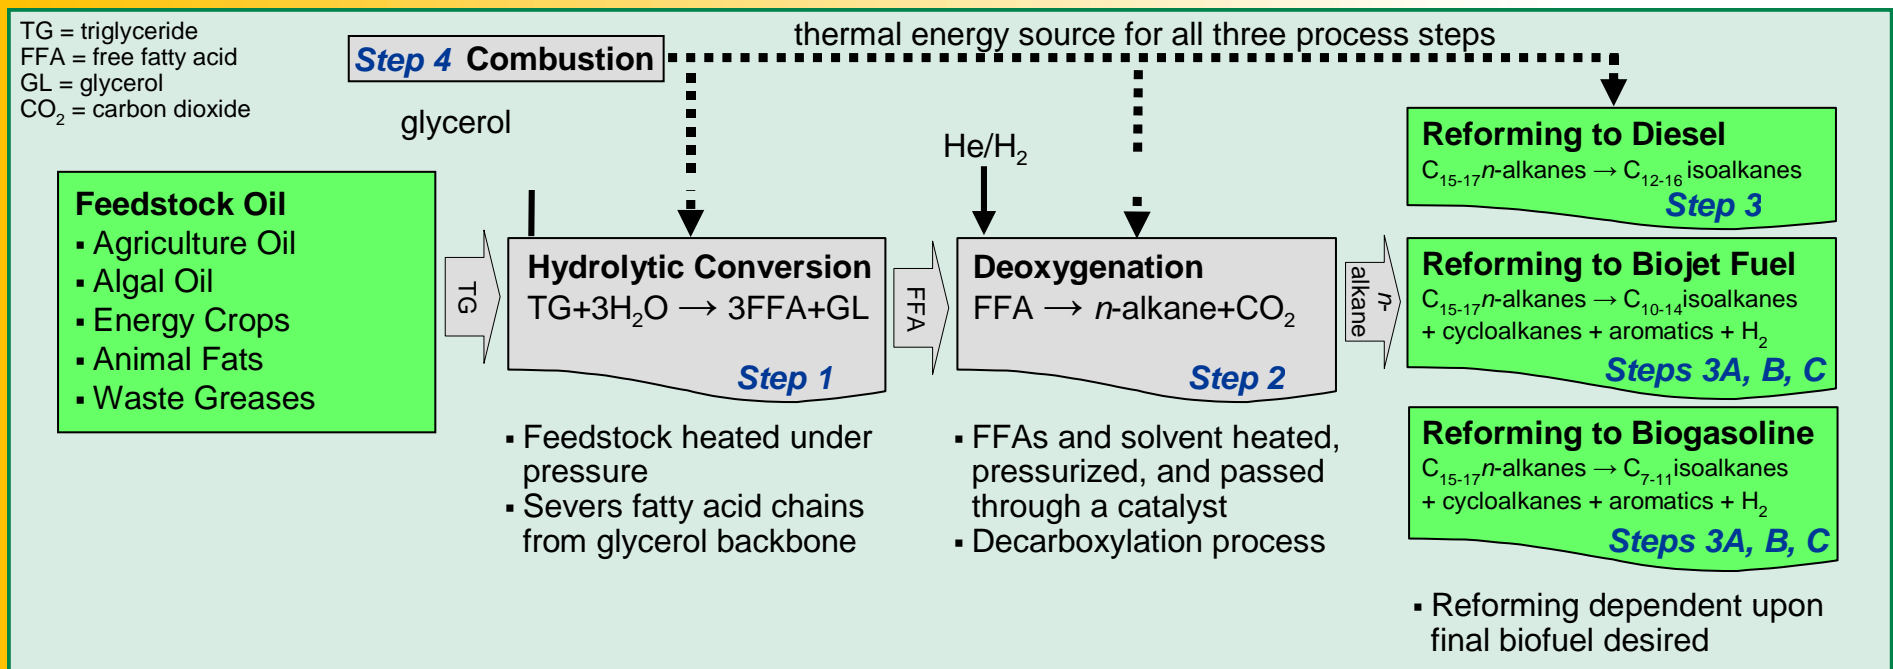 TG = triglyceride
FFA = free fatty acid
GL = glycerol
CO₂ = carbon dioxide
thermal energy source for all three process steps
Step 4 Combustion
glycerol
He/H₂
Feedstock Oil
▪ Agriculture Oil
▪ Algal Oil
▪ Energy Crops
▪ Animal Fats
▪ Waste Greases
TG
Hydrolytic Conversion
TG+3H₂O → 3FFA+GL
Step 1
▪ Feedstock heated under
pressure
▪ Severs fatty acid chains
from glycerol backbone
FFA
Deoxygenation
FFA → n-alkane+CO₂
Step 2
▪ FFAs and solvent heated,
pressurized, and passed
through a catalyst
▪ Decarboxylation process
n-
alkane
Reforming to Diesel
C₁₅₋₁₇n-alkanes → C₁₂₋₁₆ isoalkanes
Step 3
Reforming to Biojet Fuel
C₁₅₋₁₇n-alkanes → C₁₀₋₁₄isoalkanes
+ cycloalkanes + aromatics + H₂
Steps 3A, B, C
Reforming to Biogasoline
C₁₅₋₁₇n-alkanes → C₇₋₁₁isoalkanes
+ cycloalkanes + aromatics + H₂
Steps 3A, B, C
▪ Reforming dependent upon
final biofuel desired